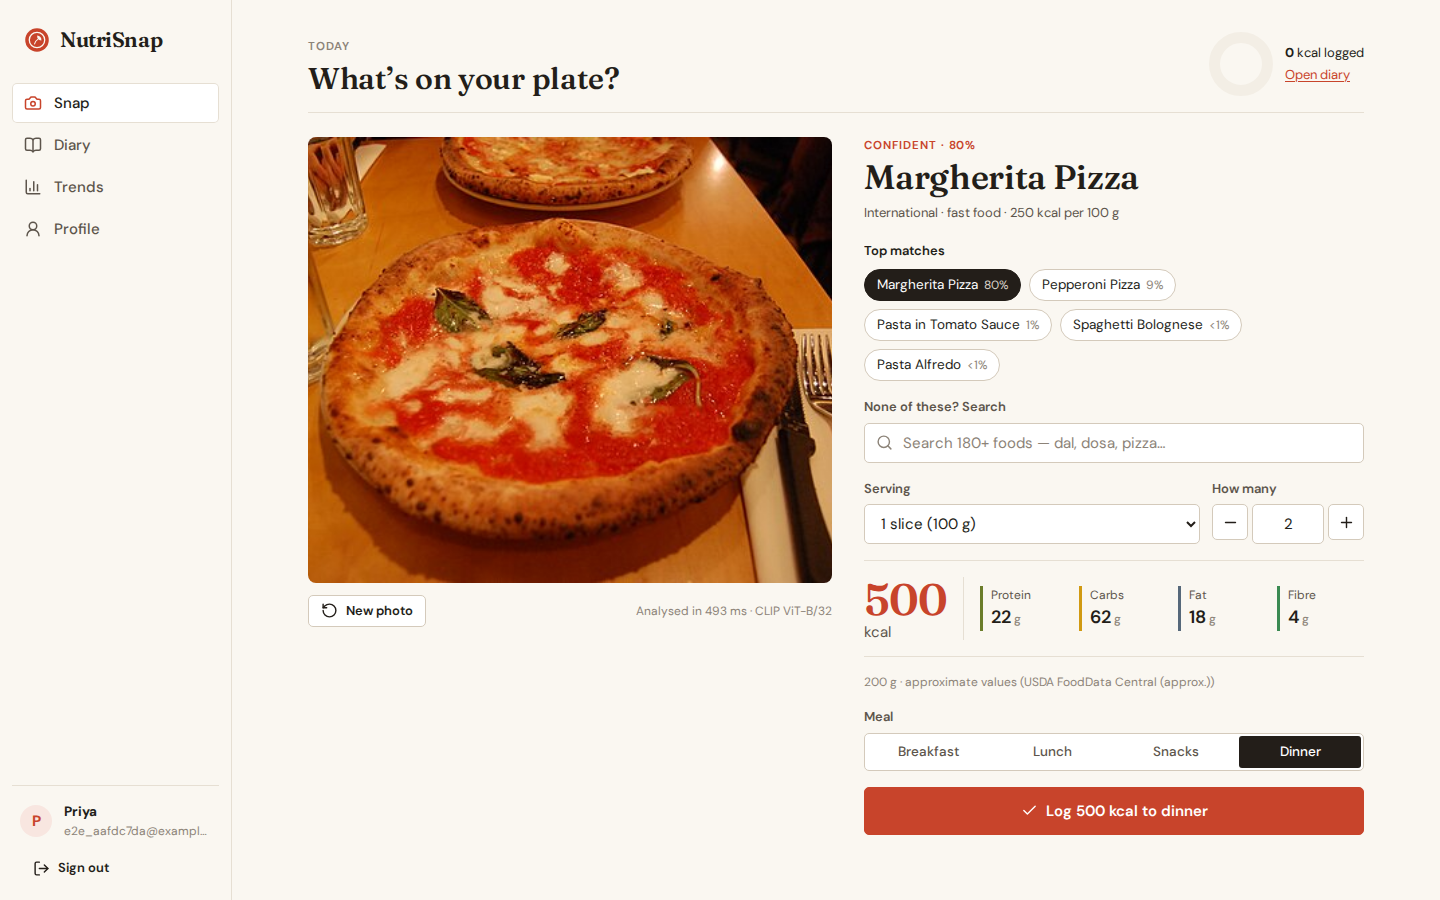 NutriSnap
Snap
Diary
Trends
Profile
P
Priya
e2e_aafdc7da@exampl…
Sign out
TODAY
What’s on your plate?
0 kcal logged
Open diary
New photo
Analysed in 493 ms · CLIP ViT-B/32
CONFIDENT · 80%
Margherita Pizza
International · fast food · 250 kcal per 100 g
Top matches
Margherita Pizza 80%
Pepperoni Pizza 9%
Pasta in Tomato Sauce 1%
Spaghetti Bolognese <1%
Pasta Alfredo <1%
None of these? Search
Search 180+ foods — dal, dosa, pizza…
Serving
How many
1 slice (100 g)
2
500
kcal
Protein
22 g
Carbs
62 g
Fat
18 g
Fibre
4 g
200 g · approximate values (USDA FoodData Central (approx.))
Meal
Breakfast
Lunch
Snacks
Dinner
Log 500 kcal to dinner